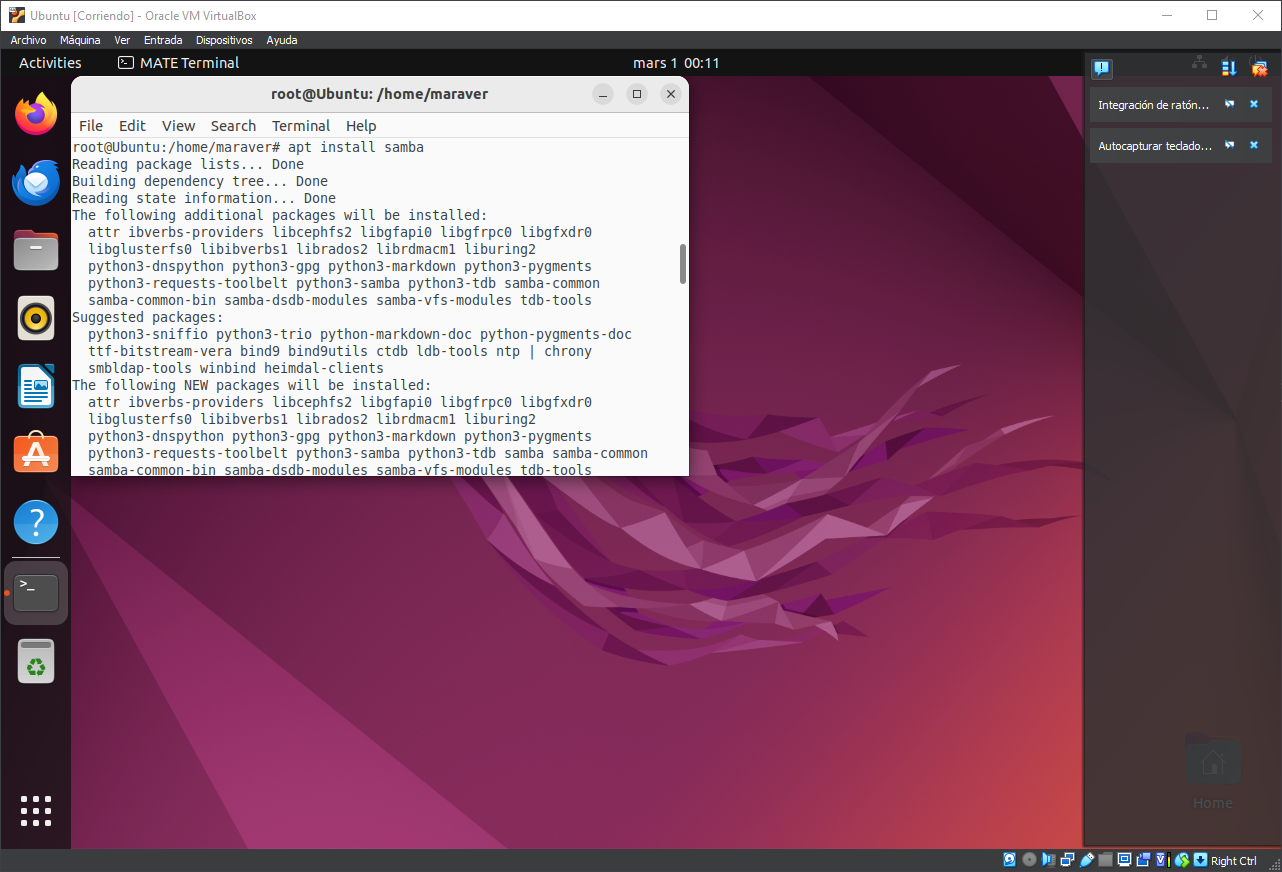 Ubuntu [Corriendo] - Oracle VM VirtualBox
Archivo Máquina Ver Entrada Dispositivos Ayuda
Activities MATE Terminal mars 1 00:11
root@Ubuntu: /home/maraver
File Edit View Search Terminal Help
root@Ubuntu:/home/maraver# apt install samba
Reading package lists... Done
Building dependency tree... Done
Reading state information... Done
The following additional packages will be installed:
attr ibverbs-providers libcephfs2 libgfapi0 libgfrpc0 libgfxdr0
libglusterfs0 libibverbs1 librados2 librdmacm1 liburing2
python3-dnspython python3-gpg python3-markdown python3-pygments
python3-requests-toolbelt python3-samba python3-tdb samba-common
samba-common-bin samba-dsdb-modules samba-vfs-modules tdb-tools
Suggested packages:
python3-sniffio python3-trio python-markdown-doc python-pygments-doc
ttf-bitstream-vera bind9 bind9utils ctdb ldb-tools ntp | chrony
smbldap-tools winbind heimdal-clients
The following NEW packages will be installed:
attr ibverbs-providers libcephfs2 libgfapi0 libgfrpc0 libgfxdr0
libglusterfs0 libibverbs1 librados2 librdmacm1 liburing2
python3-dnspython python3-gpg python3-markdown python3-pygments
python3-requests-toolbelt python3-samba python3-tdb samba samba-common
samba-common-bin samba-dsdb-modules samba-vfs-modules tdb-tools
Integración de ratón...
Autocapturar teclado...
Home
Right Ctrl